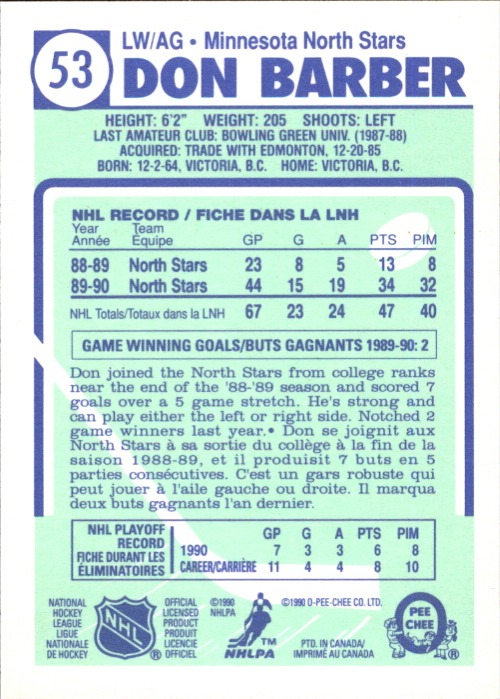 53
LW/AG • Minnesota North Stars
DON BARBER
HEIGHT: 6'2" WEIGHT: 205 SHOOTS: LEFT
LAST AMATEUR CLUB: BOWLING GREEN UNIV. (1987-88)
ACQUIRED: TRADE WITH EDMONTON, 12-20-85
BORN: 12-2-64, VICTORIA, B.C. HOME: VICTORIA, B.C.
NHL RECORD / FICHE DANS LA LNH
Year Team
Année Équipe GP G A PTS PIM
88-89 North Stars 23 8 5 13 8
89-90 North Stars 44 15 19 34 32
NHL Totals/Totaux dans la LNH 67 23 24 47 40
GAME WINNING GOALS/BUTS GAGNANTS 1989-90: 2
Don joined the North Stars from college ranks
near the end of the '88-'89 season and scored 7
goals over a 5 game stretch. He's strong and
can play either the left or right side. Notched 2
game winners last year.• Don se joignit aux
North Stars à sa sortie du collège à la fin de la
saison 1988-89, et il produisit 7 buts en 5
parties consécutives. C'est un gars robuste qui
peut jouer à l'aile gauche ou droite. Il marqua
deux buts gagnants l'an dernier.
NHL PLAYOFF
RECORD
FICHE DURANT LES
ÉLIMINATOIRES
GP G A PTS PIM
1990 7 3 3 6 8
CAREER/CARRIÈRE 11 4 4 8 10
NATIONAL
HOCKEY
LEAGUE
LIGUE
NATIONALE
DE HOCKEY
NHL
®
OFFICIAL
LICENSED
PRODUCT
PRODUIT
LICENCIÉ
OFFICIEL
©1990
NHLPA
TM
NHLPA
©1990 O-PEE-CHEE CO. LTD.
PTD. IN CANADA/
IMPRIMÉ AU CANADA
O
PEE
CHEE
®